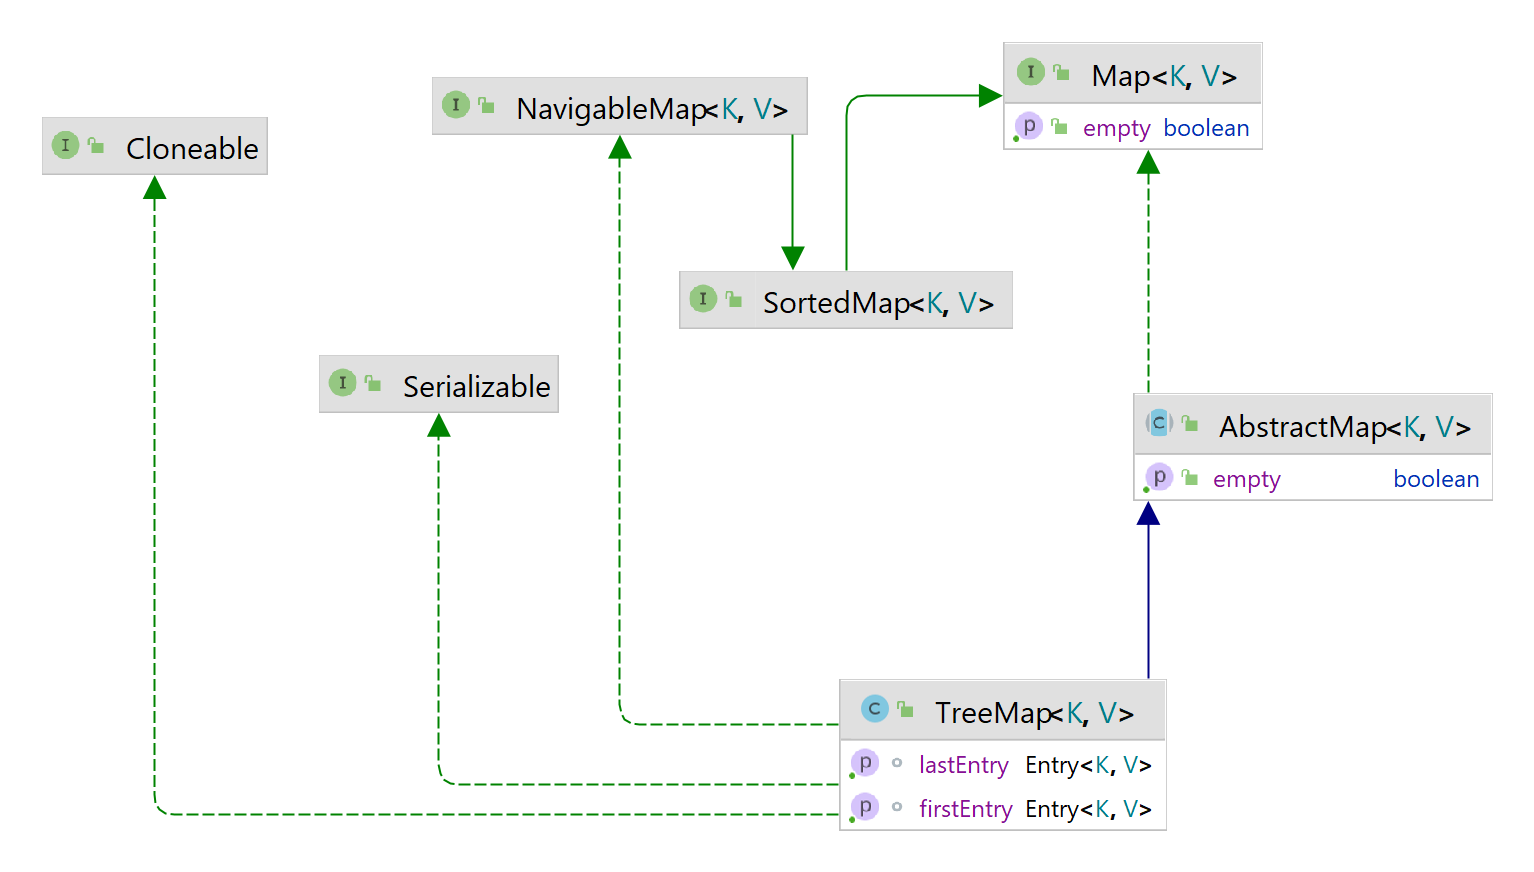 I Map<K, V>
p empty boolean
I NavigableMap<K, V>
I Cloneable
I SortedMap<K, V>
I Serializable
C AbstractMap<K, V>
p empty boolean
C TreeMap<K, V>
p lastEntry Entry<K, V>
p firstEntry Entry<K, V>